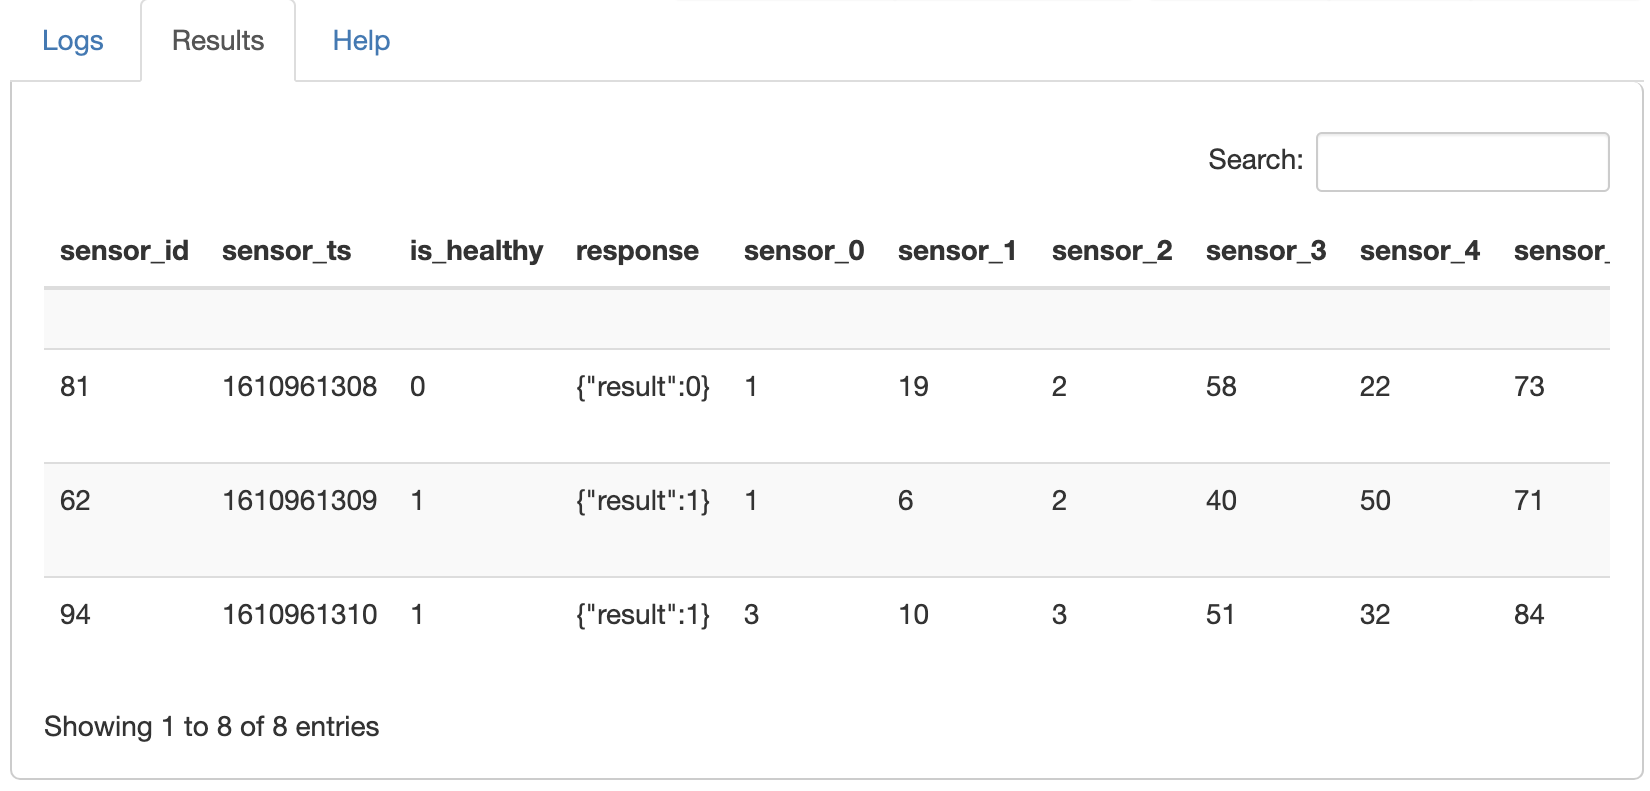 Logs Results Help
Search:
sensor_id sensor_ts is_healthy response sensor_0 sensor_1 sensor_2 sensor_3 sensor_4 sensor_
81 1610961308 0 {"result":0} 1 19 2 58 22 73
62 1610961309 1 {"result":1} 1 6 2 40 50 71
94 1610961310 1 {"result":1} 3 10 3 51 32 84
Showing 1 to 8 of 8 entries